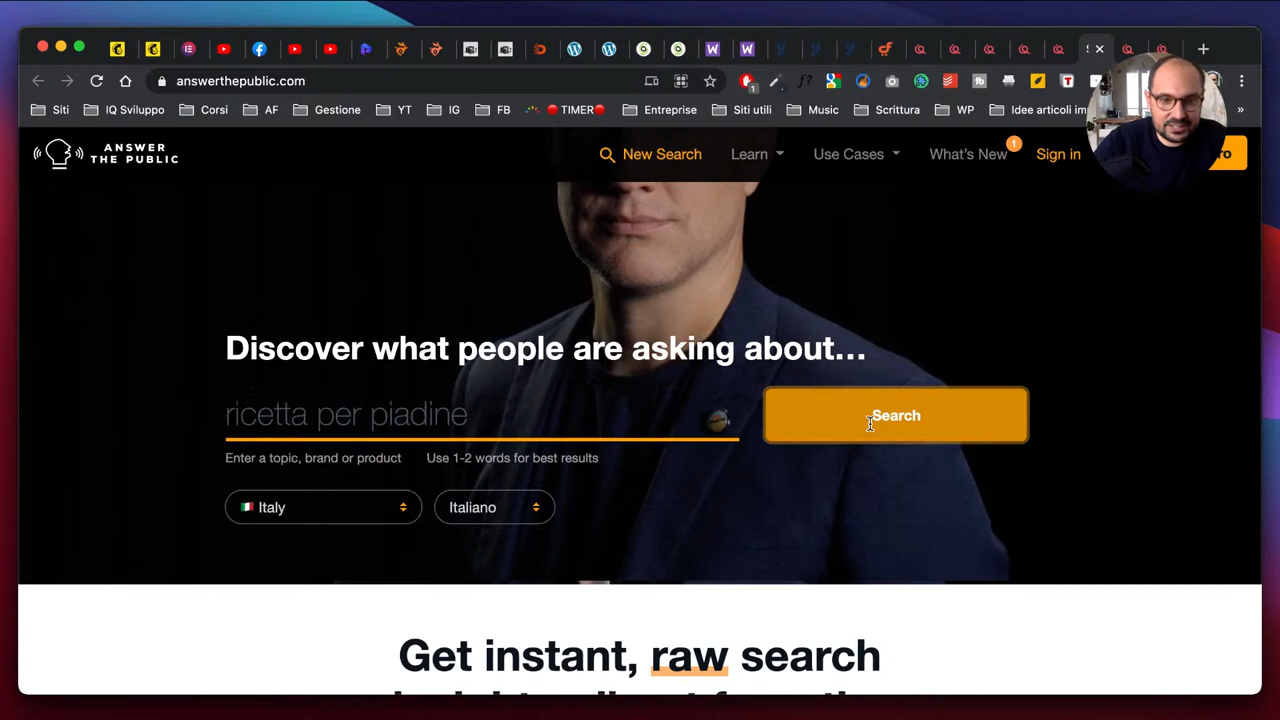 answerthepublic.com
Siti IQ Sviluppo Corsi AF Gestione YT IG FB 🔴TIMER🔴 Entreprise Siti utili Music Scrittura WP Idee articoli im »
ANSWER
THE PUBLIC
New Search Learn Use Cases What's New 1 Sign in
Discover what people are asking about...
ricetta per piadine
Search
Enter a topic, brand or product Use 1-2 words for best results
Italy Italiano
Get instant, raw search